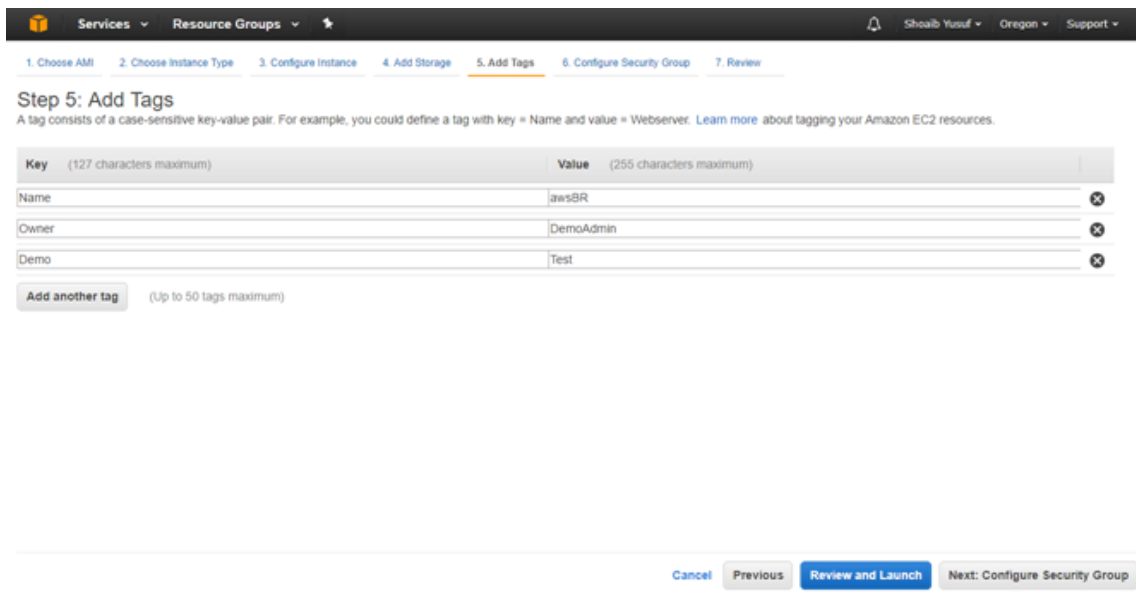 Services Resource Groups Shoaib Yusuf Oregon Support
1. Choose AMI 2. Choose Instance Type 3. Configure Instance 4. Add Storage 5. Add Tags 6. Configure Security Group 7. Review
Step 5: Add Tags
A tag consists of a case-sensitive key-value pair. For example, you could define a tag with key = Name and value = Webserver. Learn more about tagging your Amazon EC2 resources.
Key (127 characters maximum) Value (255 characters maximum)
Name awsBR
Owner DemoAdmin
Demo Test
Add another tag (Up to 50 tags maximum)
Cancel Previous Review and Launch Next: Configure Security Group